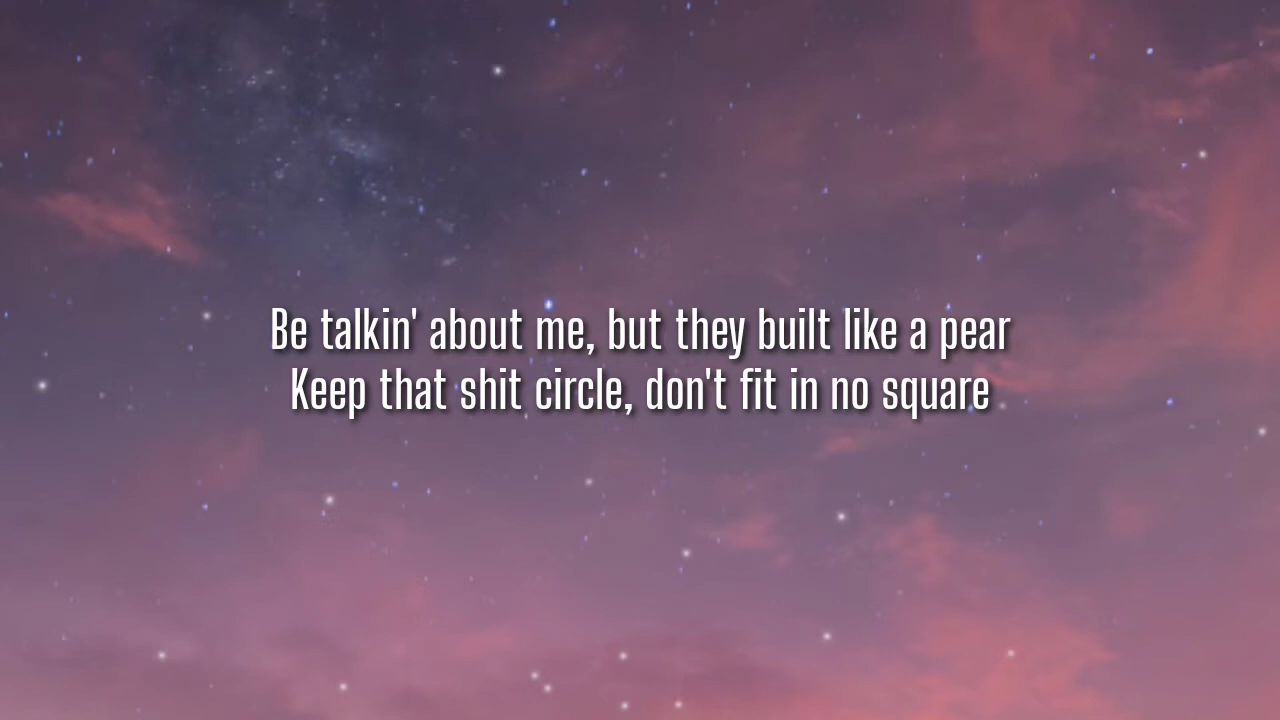 Be talkin' about me, but they built like a pear
Keep that shit circle, don't fit in no square